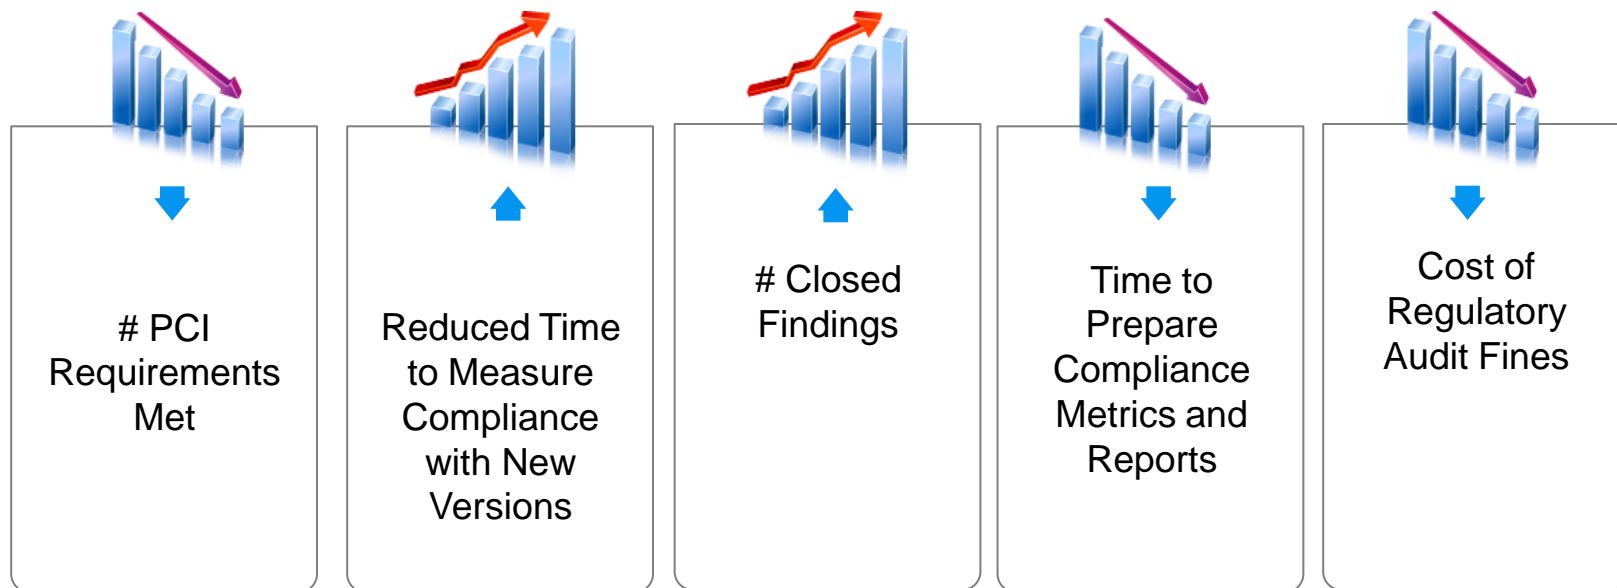 # PCI
Requirements
Met
Reduced Time
to Measure
Compliance
with New
Versions
# Closed
Findings
Time to
Prepare
Compliance
Metrics and
Reports
Cost of
Regulatory
Audit Fines